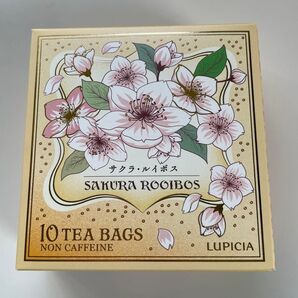 サクラ・ルイボス
SAKURA ROOIBOS
10 TEA BAGS
NON CAFFEINE
LUPICIA